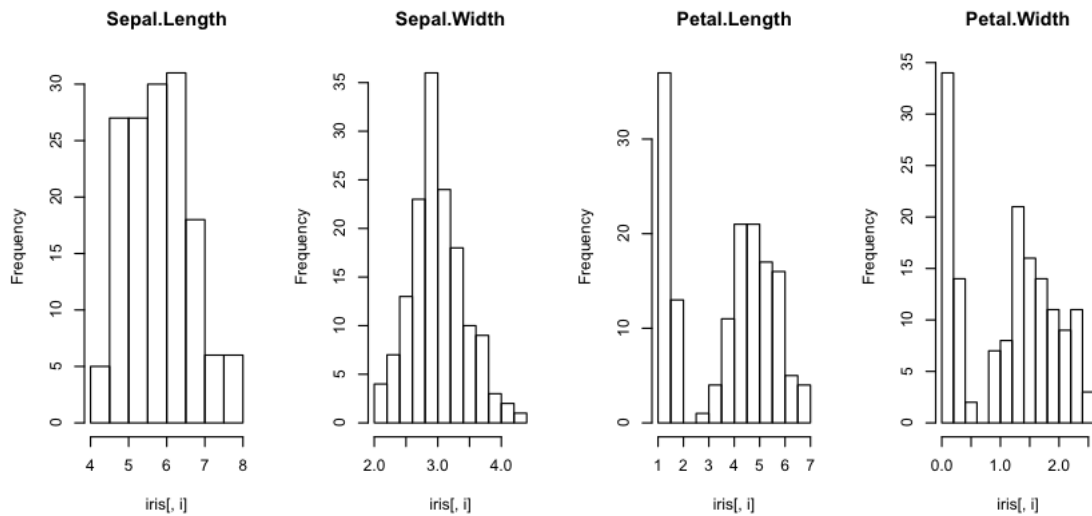 Sepal.Length
Sepal.Width
Petal.Length
Petal.Width
Frequency
0 5 10 15 20 25 30
4 5 6 7 8
iris[, i]
Frequency
0 5 10 15 20 25 30 35
2.0 3.0 4.0
iris[, i]
Frequency
0 10 20 30
1 2 3 4 5 6 7
iris[, i]
Frequency
0 5 10 15 20 25 30 35
0.0 1.0 2.0
iris[, i]